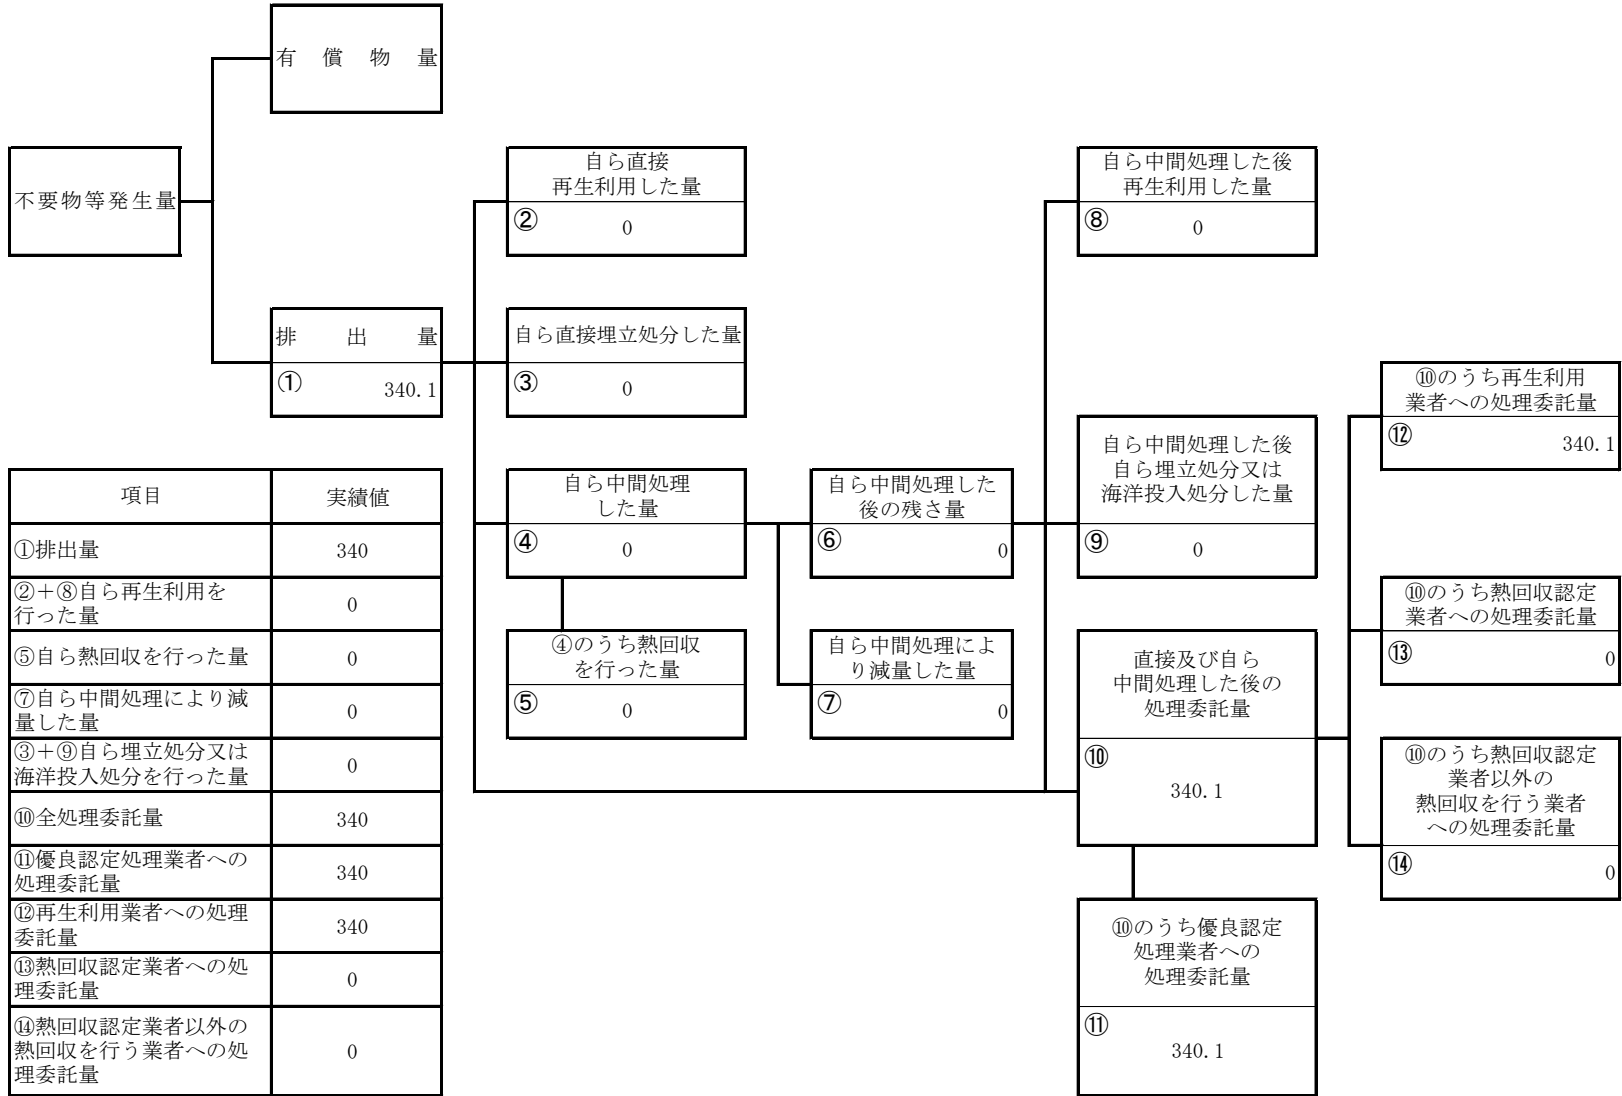 有償物量
不要物等発生量
排出量
① 340.1
自ら直接
再生利用した量
② 0
自ら直接埋立処分した量
③ 0
自ら中間処理
した量
④ 0
④のうち熱回収
を行った量
⑤ 0
自ら中間処理した
後の残さ量
⑥ 0
自ら中間処理によ
り減量した量
⑦ 0
自ら中間処理した後
再生利用した量
⑧ 0
自ら中間処理した後
自ら埋立処分又は
海洋投入処分した量
⑨ 0
直接及び自ら
中間処理した後の
処理委託量
⑩
340.1
⑩のうち優良認定
処理業者への
処理委託量
⑪
340.1
⑩のうち再生利用
業者への処理委託量
⑫ 340.1
⑩のうち熱回収認定
業者への処理委託量
⑬ 0
⑩のうち熱回収認定
業者以外の
熱回収を行う業者
への処理委託量
⑭ 0
項目 実績値
①排出量 340
②+⑧自ら再生利用を
行った量 0
⑤自ら熱回収を行った量 0
⑦自ら中間処理により減
量した量 0
③+⑨自ら埋立処分又は
海洋投入処分を行った量 0
⑩全処理委託量 340
⑪優良認定処理業者への
処理委託量 340
⑫再生利用業者への処理
委託量 340
⑬熱回収認定業者への処
理委託量 0
⑭熱回収認定業者以外の
熱回収を行う業者への処 0
理委託量